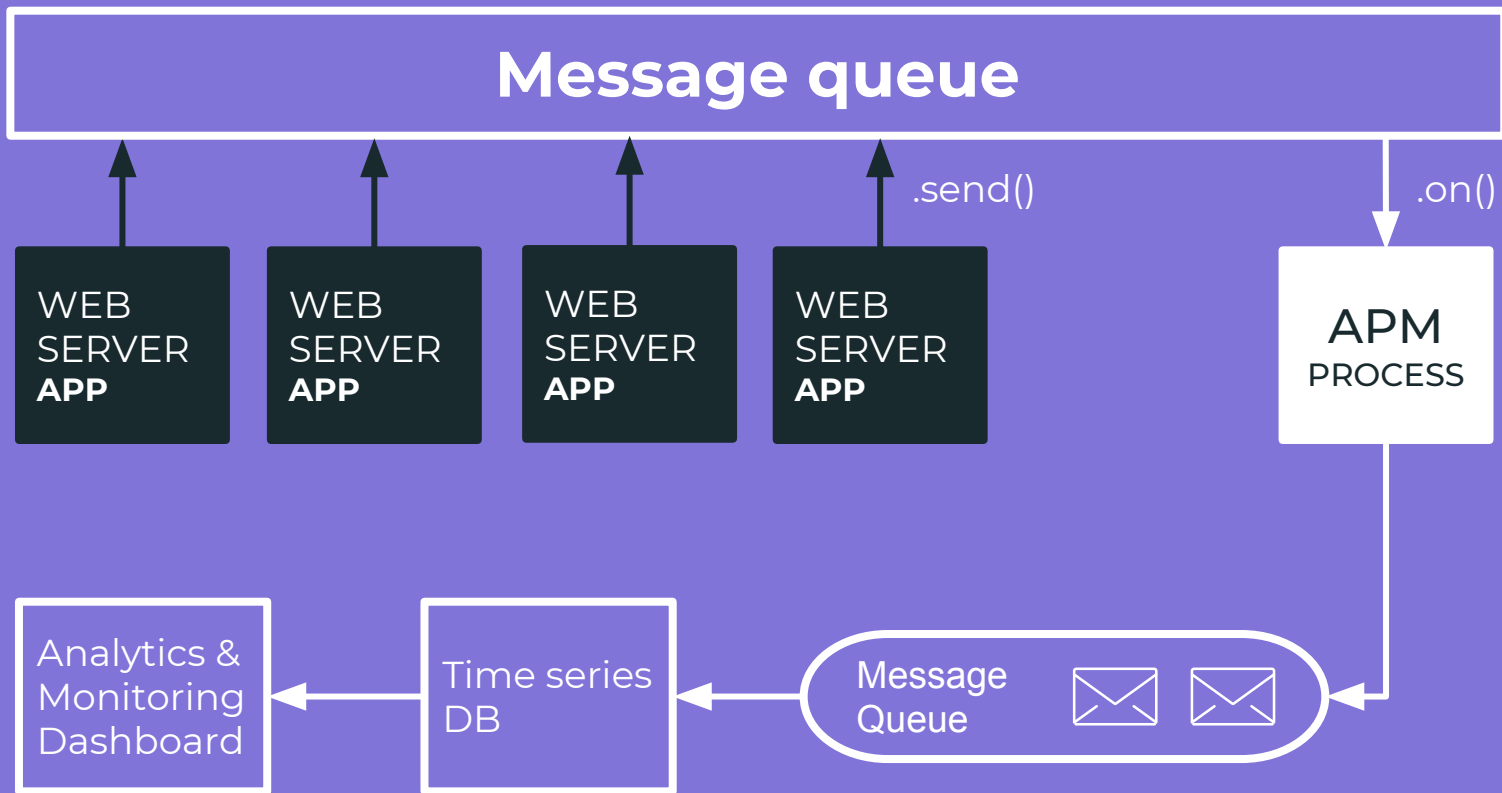 Message queue
.send()
.on()
WEB
SERVER
APP
WEB
SERVER
APP
WEB
SERVER
APP
WEB
SERVER
APP
APM
PROCESS
Analytics &
Monitoring
Dashboard
Time series
DB
Message
Queue